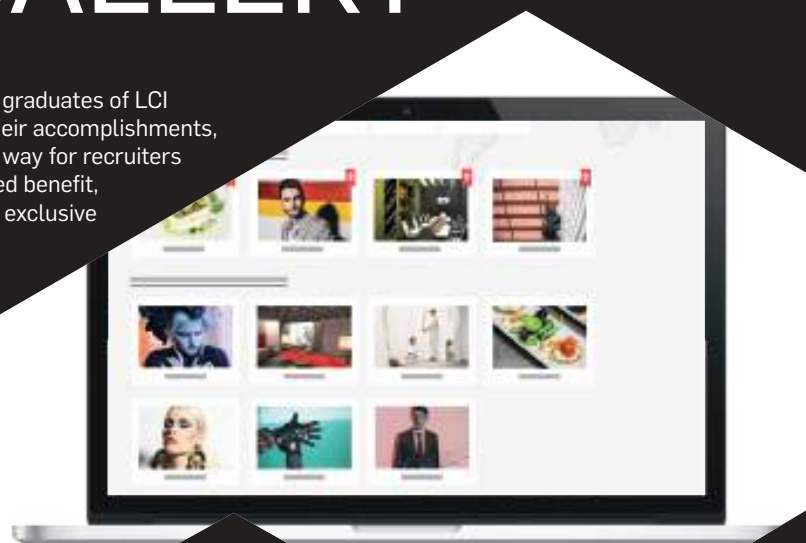 graduates of LCI
eir accomplishments,
way for recruiters
ed benefit,
exclusive